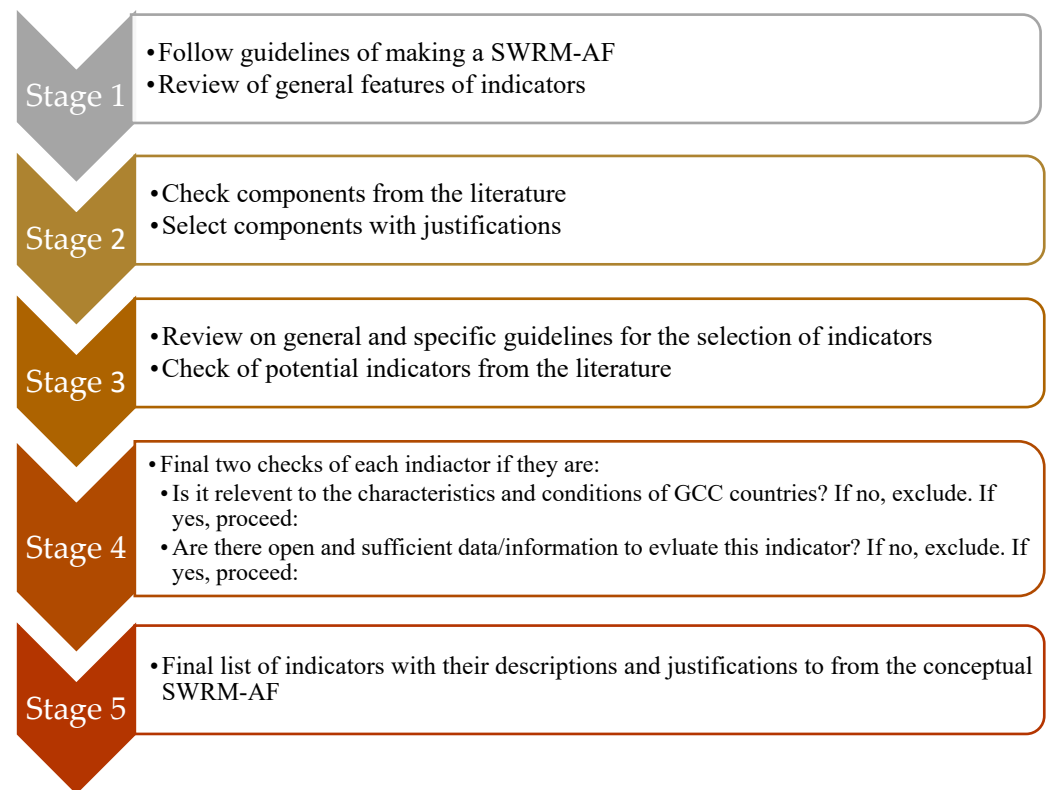 Stage 1
•Follow guidelines of making a SWRM-AF
•Review of general features of indicators
Stage 2
•Check components from the literature
•Select components with justifications
Stage 3
•Review on general and specific guidelines for the selection of indicators
•Check of potential indicators from the literature
Stage 4
•Final two checks of each indiactor if they are:
•Is it relevent to the characteristics and conditions of GCC countries? If no, exclude. If
yes, proceed:
•Are there open and sufficient data/information to evluate this indicator? If no, exclude. If
yes, proceed:
Stage 5
•Final list of indicators with their descriptions and justifications to from the conceptual
SWRM-AF